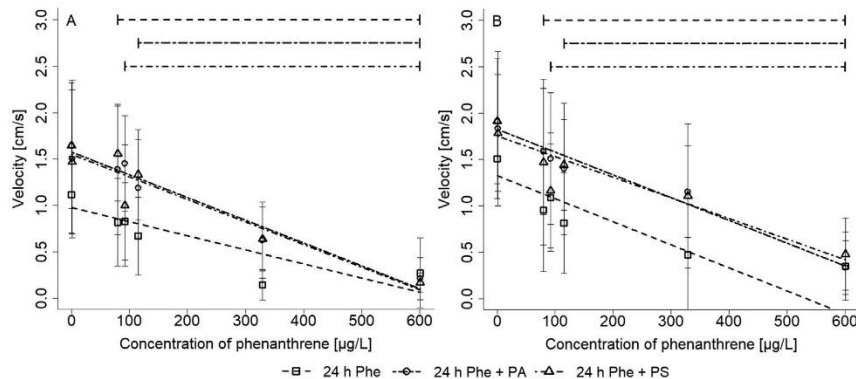 A
3.0
2.5
2.0
1.5
1.0
0.5
0.0
Velocity [cm/s]
0 100 200 300 400 500 600
Concentration of phenanthrene [µg/L]
B
3.0
2.5
2.0
1.5
1.0
0.5
0.0
Velocity [cm/s]
0 100 200 300 400 500 600
Concentration of phenanthrene [µg/L]
24 h Phe 24 h Phe + PA 24 h Phe + PS